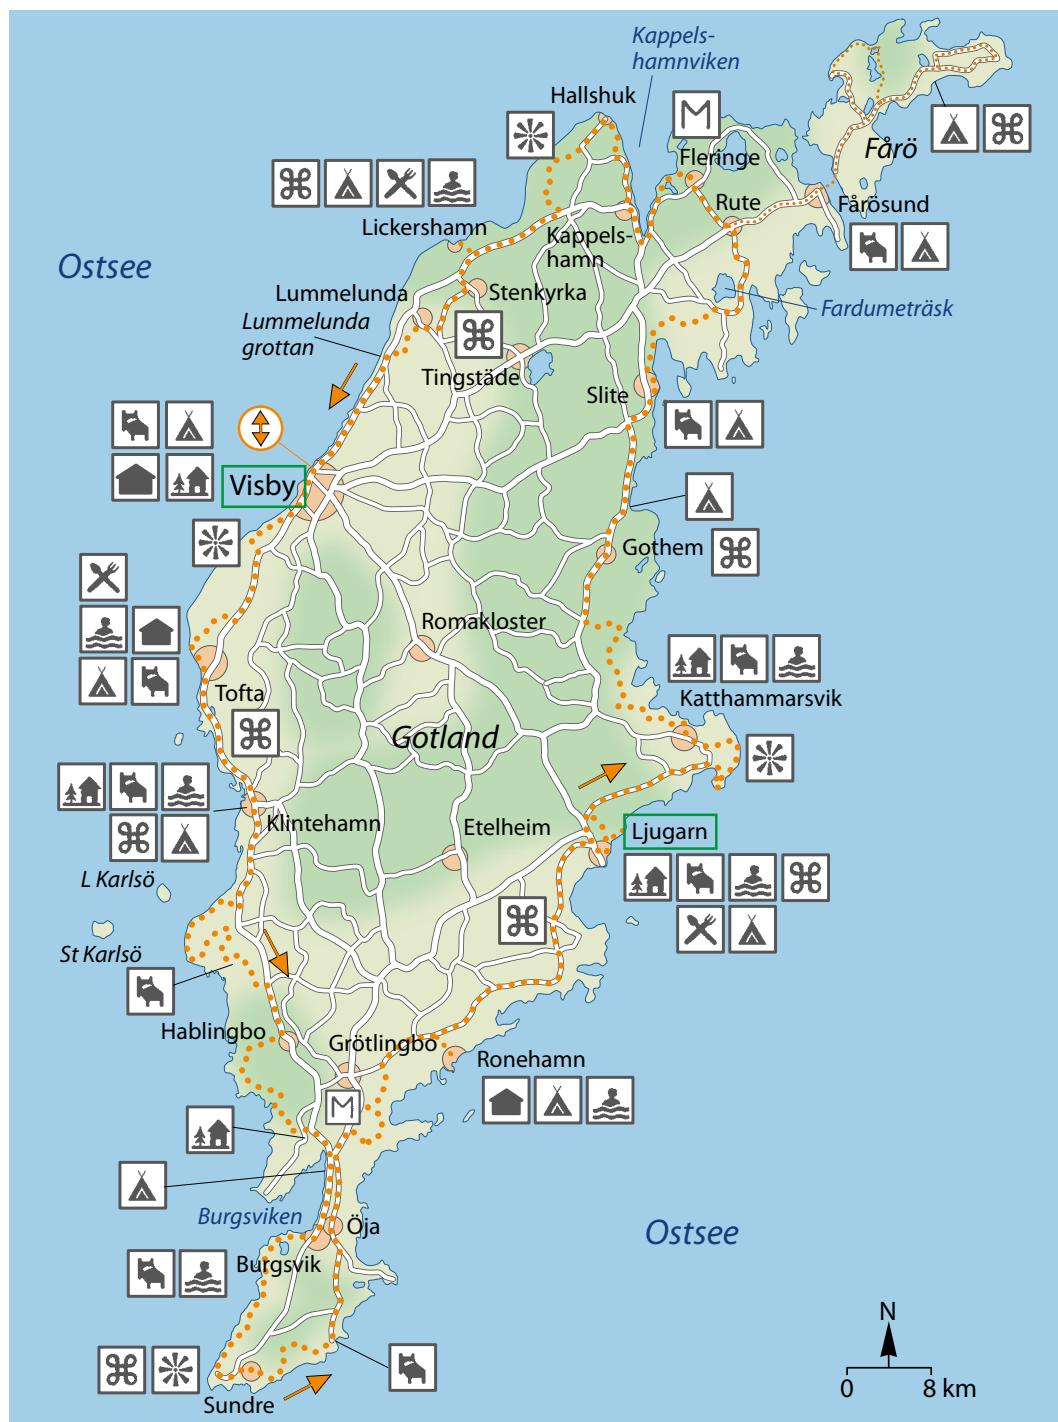 Kappels-
hamnviken
Hallshuk
M
Fleringe
Fårö
Rute
Fårösund
Lickershamn
Kappels-
hamn
Ostsee
Lummelunda
Stenkyrka
Fardumeträsk
Lummelunda
grottan
Tingstäde
Slite
Visby
Gothem
Romakloster
Katthammarsvik
Tofta
Gotland
Klintehamn
Etelheim
Ljugarn
L Karlsö
St Karlsö
Hablingbo
Grötlingbo
Ronehamn
M
Burgsviken
Öja
Ostsee
Burgsvik
Sundre
N
0 8 km